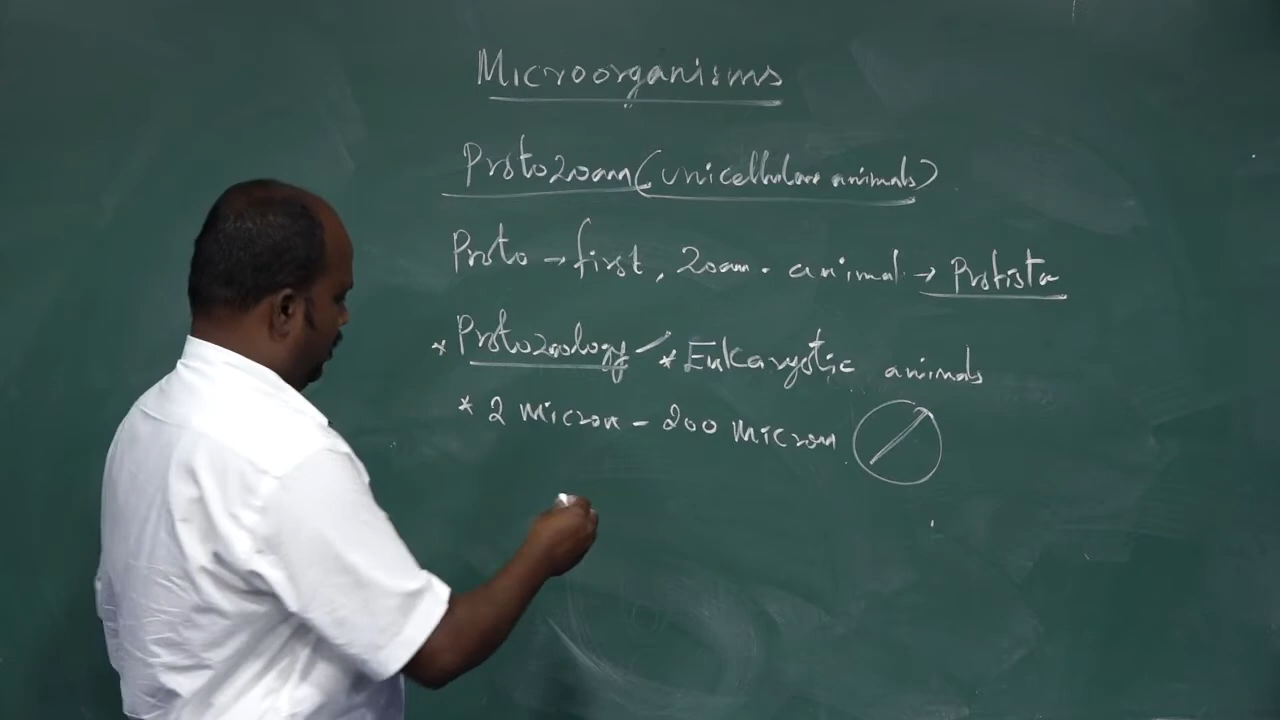 Microorganisms
Protozoan (unicellular animals)
Proto → first, zoan. animal. → Protista
* Protozoology * Eukaryotic animals
* 2 micron - 200 micron